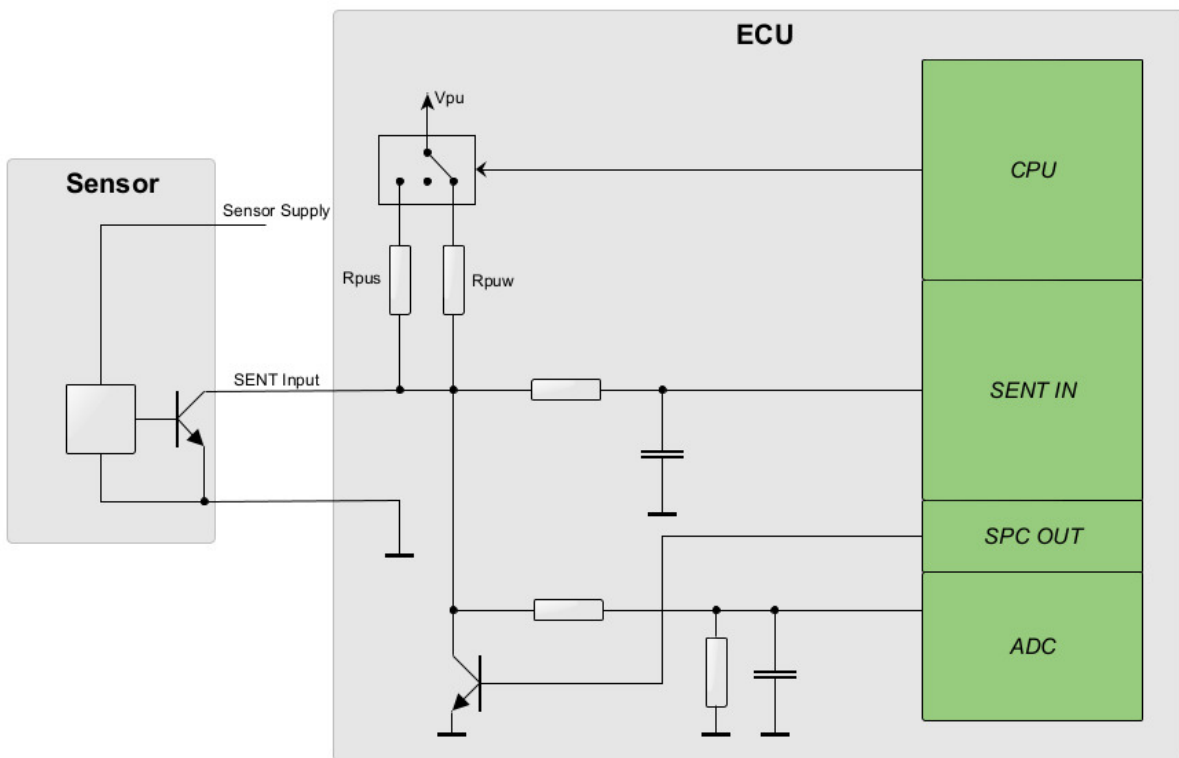 ECU
Vpu
CPU
Sensor
Sensor Supply
Rpus
Rpuw
SENT Input
SENT IN
SPC OUT
ADC